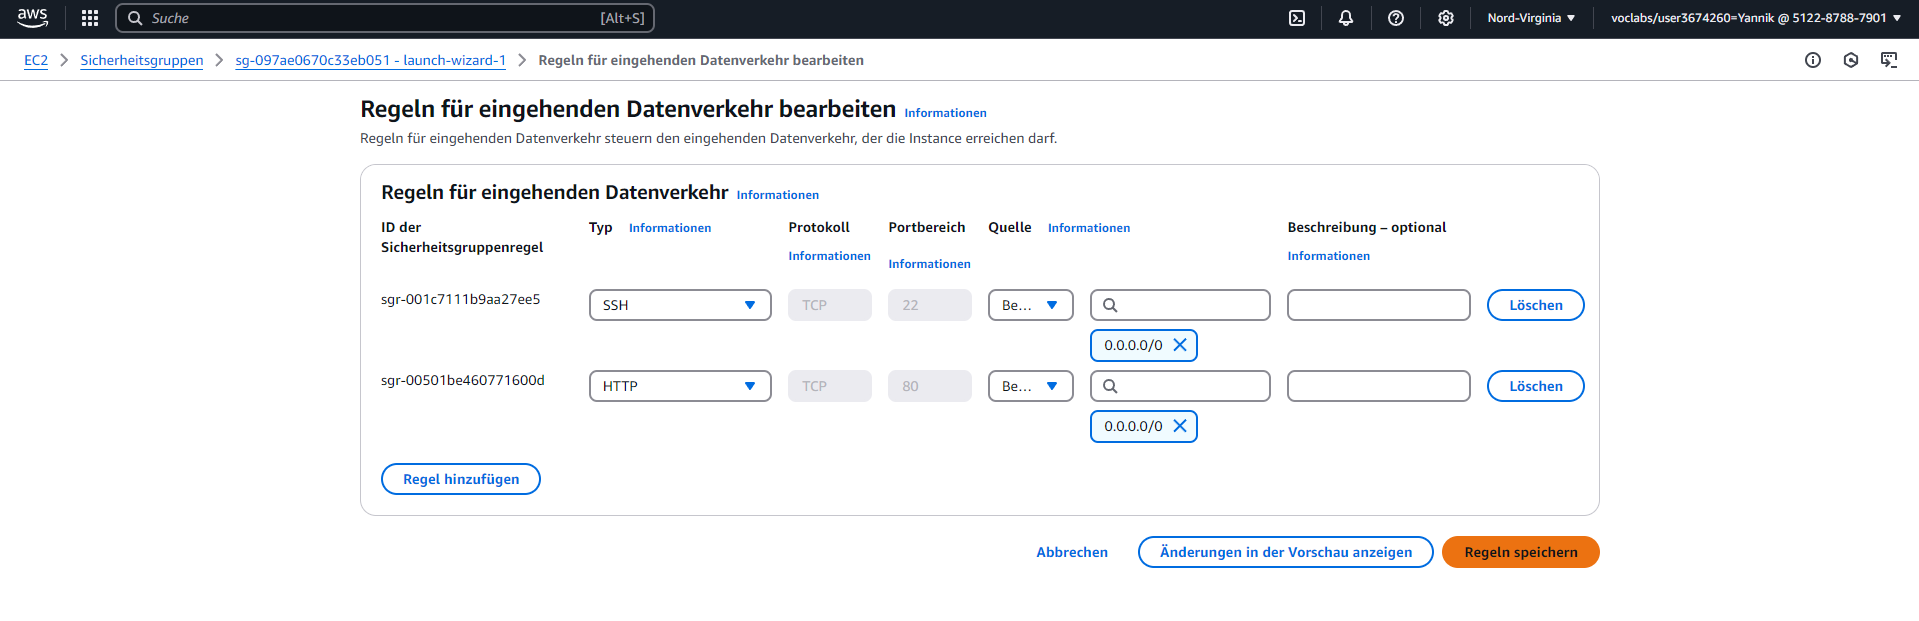 aws Suche [Alt+S] Nord-Virginia voclabs/user3674260=Yannik @ 5122-8788-7901
EC2 Sicherheitsgruppen sg-097ae0670c33eb051 - launch-wizard-1 Regeln für eingehenden Datenverkehr bearbeiten
Regeln für eingehenden Datenverkehr bearbeiten Informationen
Regeln für eingehenden Datenverkehr steuern den eingehenden Datenverkehr, der die Instance erreichen darf.
Regeln für eingehenden Datenverkehr Informationen
ID der Sicherheitsgruppenregel
Typ Informationen
Protokoll Informationen
Portbereich Informationen
Quelle Informationen
Beschreibung – optional Informationen
sgr-001c7111b9aa27ee5 SSH TCP 22 Be... Löschen
0.0.0.0/0
sgr-00501be460771600d HTTP TCP 80 Be... Löschen
0.0.0.0/0
Regel hinzufügen
Abbrechen Änderungen in der Vorschau anzeigen Regeln speichern